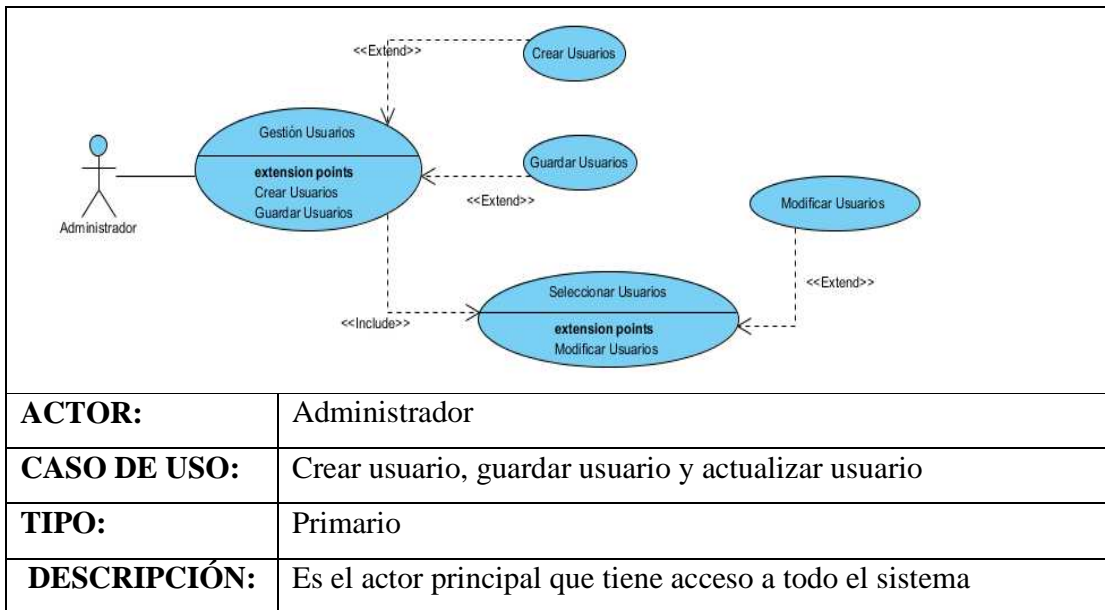 <<Extend>>
Crear Usuarios
Gestión Usuarios
extension points
Crear Usuarios
Guardar Usuarios
Administrador
Guardar Usuarios
<<Extend>>
Modificar Usuarios
<<Extend>>
Seleccionar Usuarios
extension points
Modificar Usuarios
<<Include>>
ACTOR: Administrador
CASO DE USO: Crear usuario, guardar usuario y actualizar usuario
TIPO: Primario
DESCRIPCIÓN: Es el actor principal que tiene acceso a todo el sistema